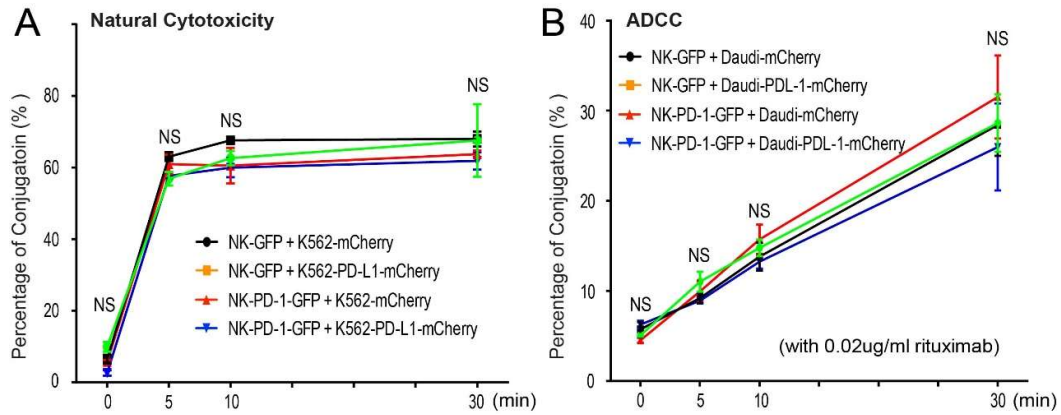 A
Natural Cytotoxicity
Percentage of Conjugatoin (%)
80
60
40
20
0
NS
NS
NS
NS
NK-GFP + K562-mCherry
NK-GFP + K562-PD-L1-mCherry
NK-PD-1-GFP + K562-mCherry
NK-PD-1-GFP + K562-PD-L1-mCherry
0 5 10 30 (min)
B
ADCC
Percentage of Conjugatoin (%)
40
30
20
10
0
NK-GFP + Daudi-mCherry
NK-GFP + Daudi-PDL-1-mCherry
NK-PD-1-GFP + Daudi-mCherry
NK-PD-1-GFP + Daudi-PDL-1-mCherry
NS
NS
NS
NS
(with 0.02ug/ml rituximab)
0 5 10 30 (min)